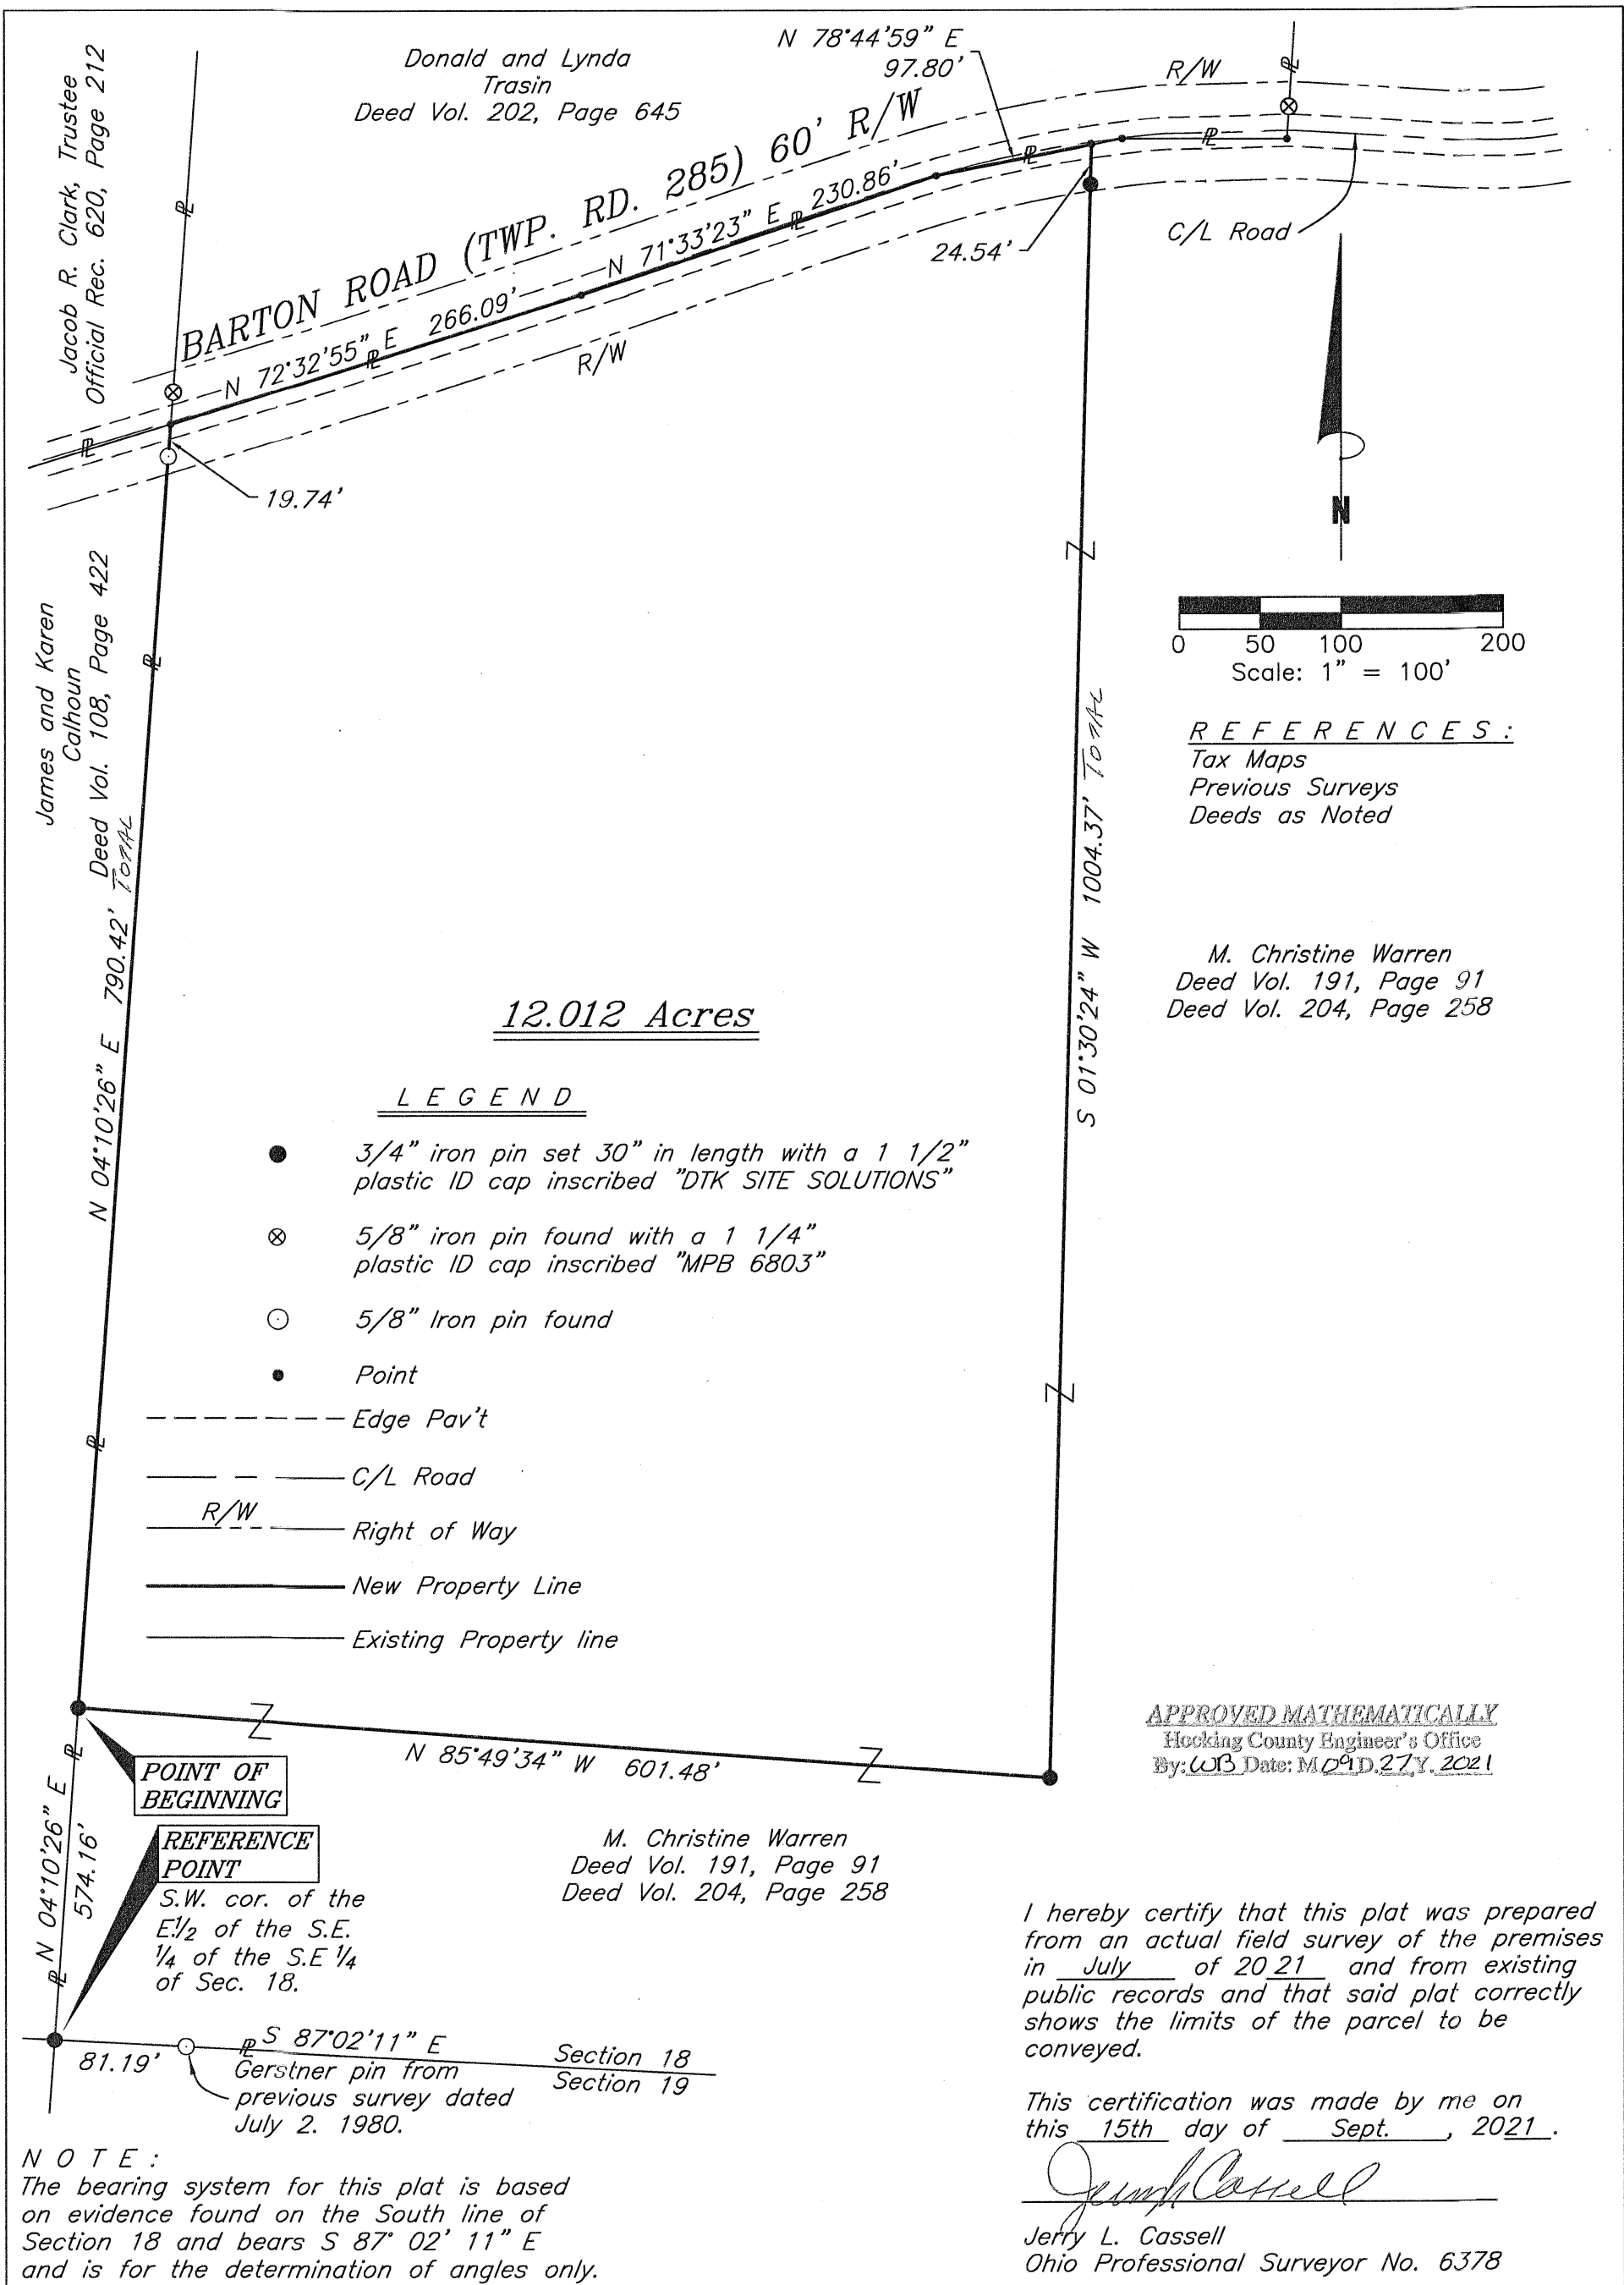 Jacob R. Clark, Trustee
Official Rec. 620, Page 212
Donald and Lynda
Trasin
Deed Vol. 202, Page 645
N 78°44'59" E
97.80'
R/W
BARTON ROAD (TWP. RD. 285) 60' R/W
N 72°32'55" E 266.09'
N 71°33'23" E 230.86'
R/W
24.54'
C/L Road
19.74'
N
0 50 100 200
Scale: 1" = 100'
James and Karen
Calhoun
Deed Vol. 108, Page 422
N 04°10'26" E 790.42' TOTAL
S 01°30'24" W 1004.37' TOTAL
REFERENCES:
Tax Maps
Previous Surveys
Deeds as Noted
M. Christine Warren
Deed Vol. 191, Page 91
Deed Vol. 204, Page 258
12.012 Acres
LEGEND
3/4" iron pin set 30" in length with a 1 1/2"
plastic ID cap inscribed "DTK SITE SOLUTIONS"
5/8" iron pin found with a 1 1/4"
plastic ID cap inscribed "MPB 6803"
5/8" Iron pin found
Point
Edge Pav't
C/L Road
R/W
Right of Way
New Property Line
Existing Property line
N 85°49'34" W 601.48'
POINT OF
BEGINNING
APPROVED MATHEMATICALLY
Hocking County Engineer's Office
By: WB Date: M.09 D.27 Y.2021
N 04°10'26" E
574.16'
REFERENCE
POINT
S.W. cor. of the
E.1/2 of the S.E.
1/4 of the S.E 1/4
of Sec. 18.
M. Christine Warren
Deed Vol. 191, Page 91
Deed Vol. 204, Page 258
81.19'
S 87°02'11" E
Section 18
Section 19
Gerstner pin from
previous survey dated
July 2. 1980.
I hereby certify that this plat was prepared
from an actual field survey of the premises
in July of 2021 and from existing
public records and that said plat correctly
shows the limits of the parcel to be
conveyed.
This certification was made by me on
this 15th day of Sept. , 2021.
Jerry L. Cassell
Ohio Professional Surveyor No. 6378
NOTE:
The bearing system for this plat is based
on evidence found on the South line of
Section 18 and bears S 87° 02' 11" E
and is for the determination of angles only.